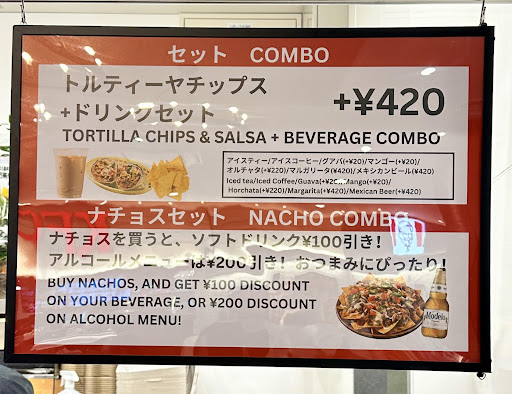 セット COMBO
トルティーヤチップス
+ドリンクセット
+¥420
TORTILLA CHIPS & SALSA + BEVERAGE COMBO
アイスティー/アイスコーヒー/グアバ(+¥20)/マンゴー(+¥20)/
オルチャタ(+¥220)/マルガリータ(¥420)/メキシカンビール(¥420)
Iced tea/Iced Coffee/Guava(+¥20)/Mango(+¥20)/
Horchata(+¥220)/Margarita(+¥420)/Mexican Beer(+¥420)
ナチョスセット NACHO COMBO
ナチョスを買うと、ソフトドリンク¥100引き！
アルコールメニューは¥200引き！おつまみにぴったり！
BUY NACHOS, AND GET ¥100 DISCOUNT
ON YOUR BEVERAGE, OR ¥200 DISCOUNT
ON ALCOHOL MENU!
Modelo